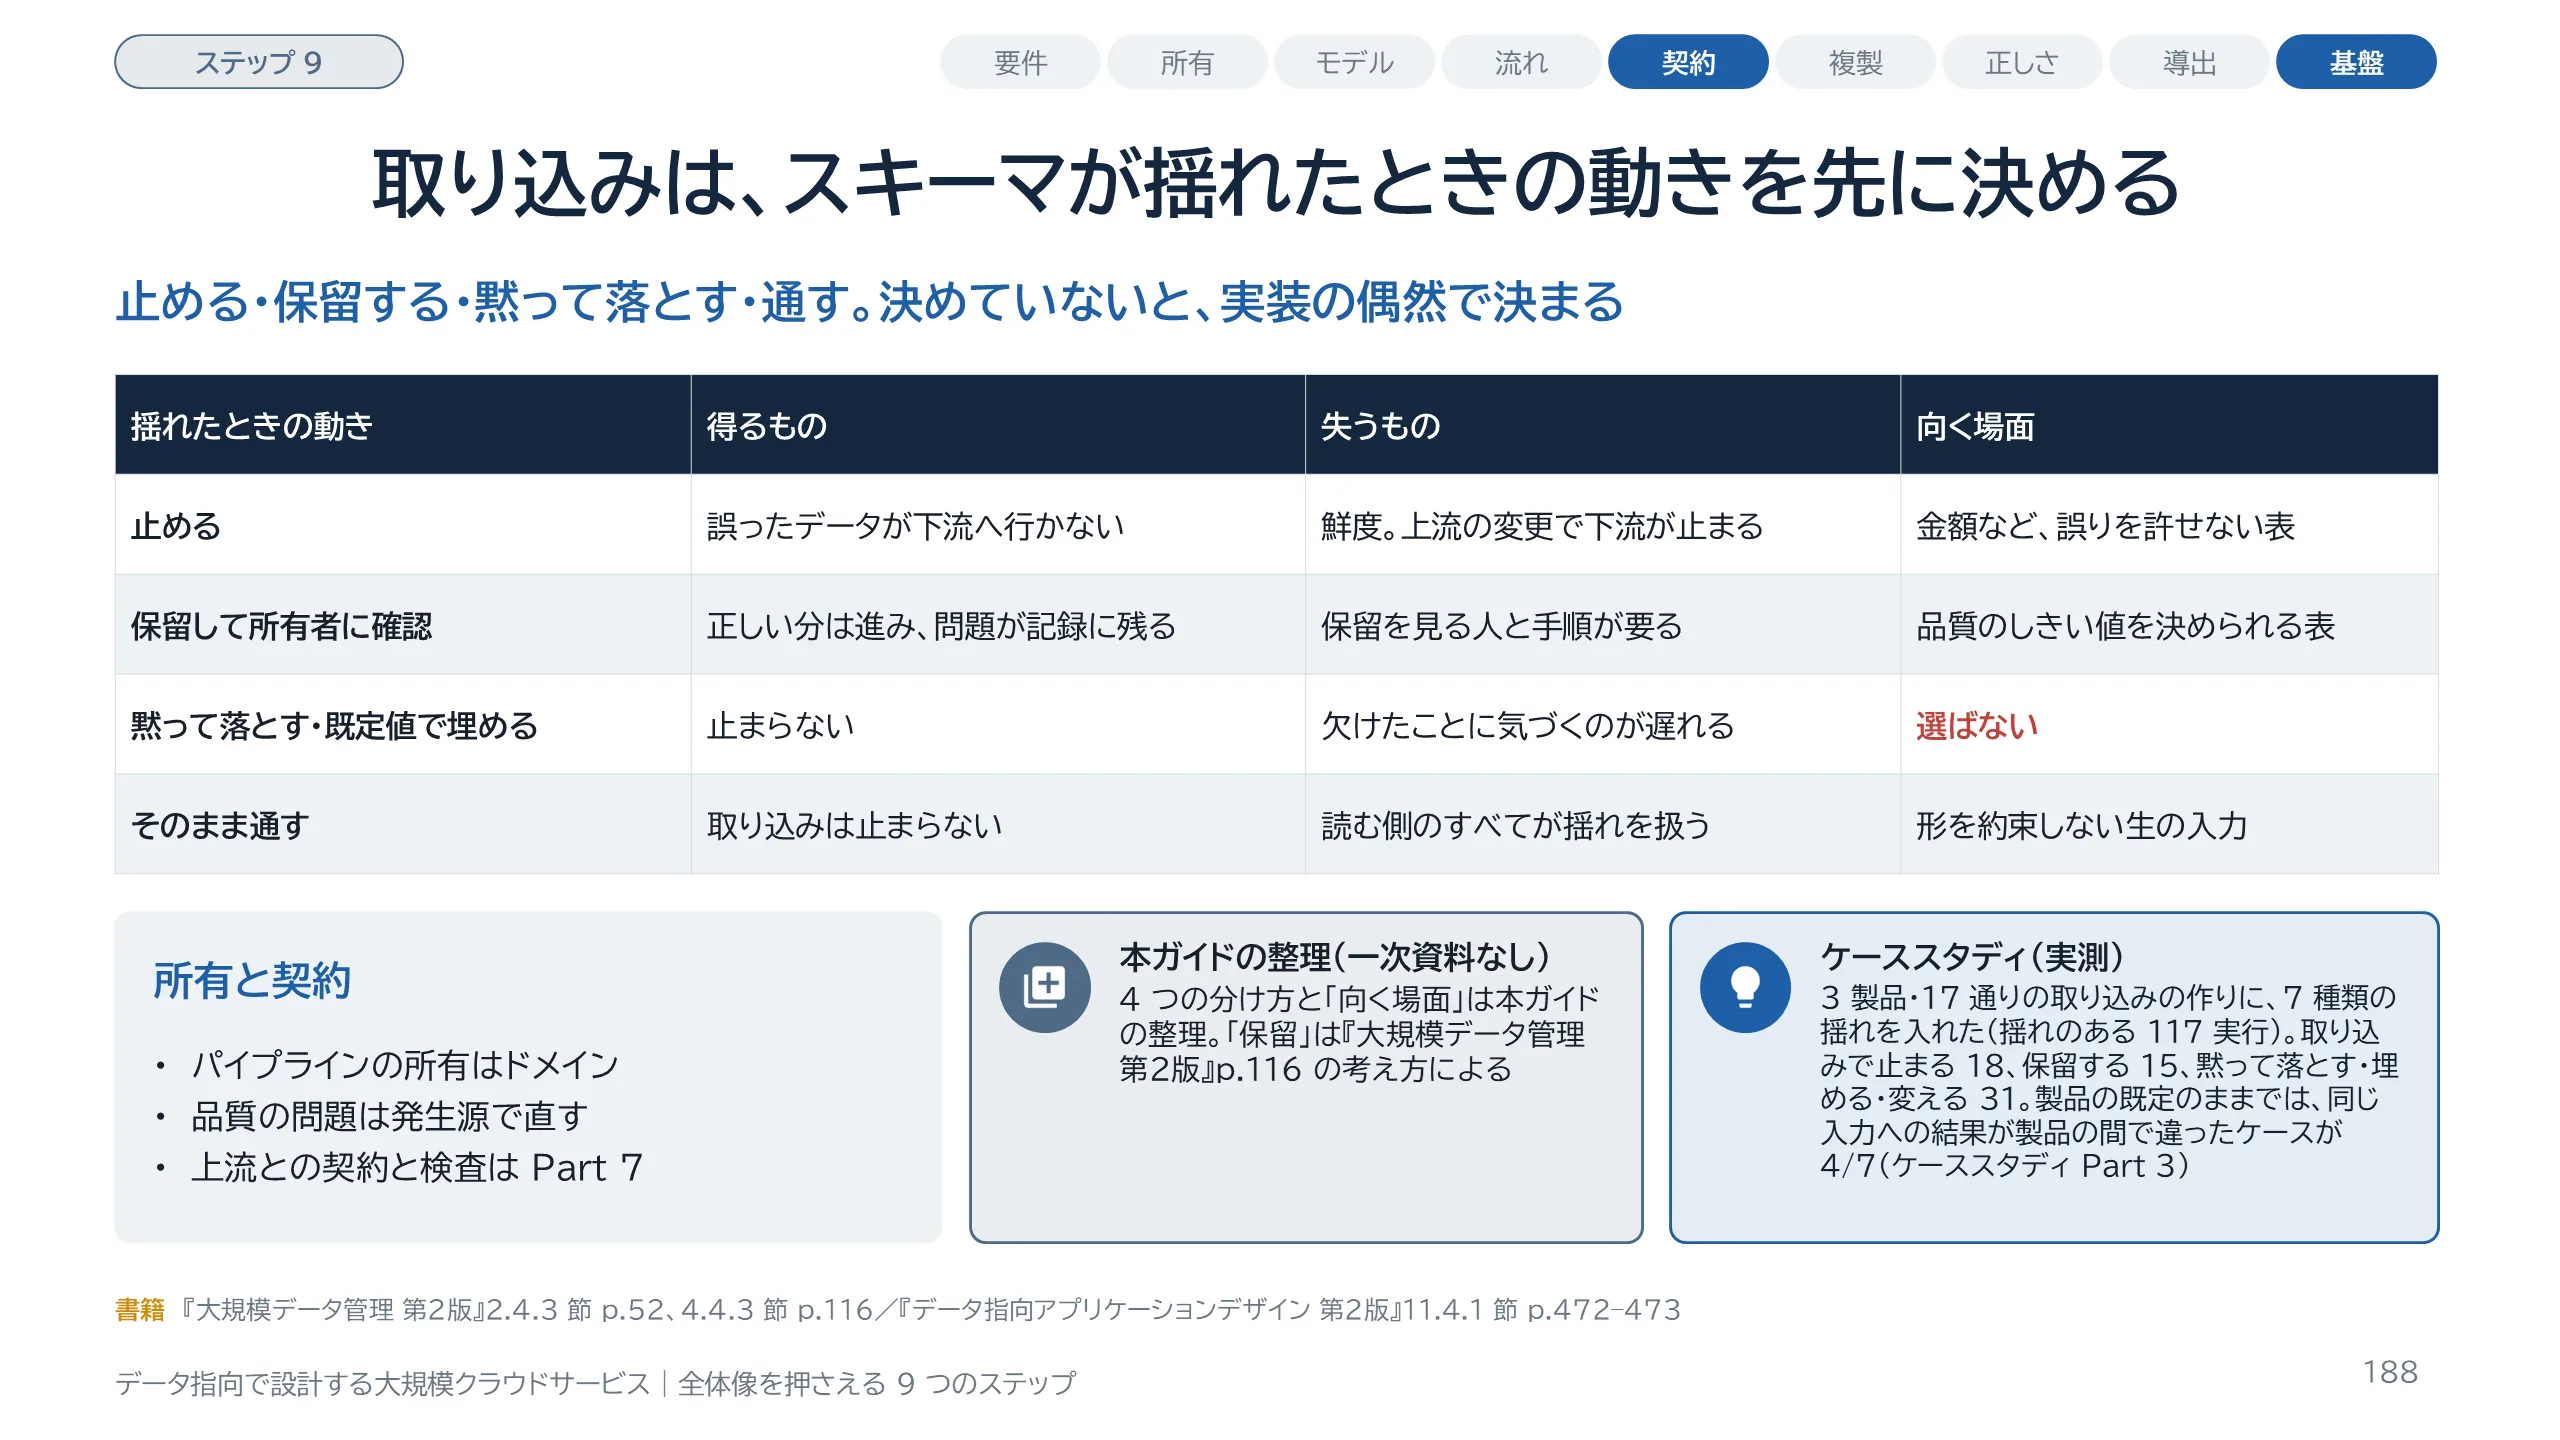 ステップ 9
要件
所有
モデル
流れ
契約
複製
正しさ
導出
基盤
取り込みは、スキーマが揺れたときの動きを先に決める
止める・保留する・黙って落とす・通す。決めていないと、実装の偶然で決まる
揺れたときの動き
得るもの
失うもの
向く場面
止める
誤ったデータが下流へ行かない
鮮度。上流の変更で下流が止まる
金額など、誤りを許せない表
保留して所有者に確認
正しい分は進み、問題が記録に残る
保留を見る人と手順が要る
品質のしきい値を決められる表
黙って落とす・既定値で埋める
止まらない
欠けたことに気づくのが遅れる
選ばない
そのまま通す
取り込みは止まらない
読む側のすべてが揺れを扱う
形を約束しない生の入力
所有と契約
• パイプラインの所有はドメイン
• 品質の問題は発生源で直す
• 上流との契約と検査は Part 7
本ガイドの整理（一次資料なし）
4 つの分け方と「向く場面」は本ガイド
の整理。「保留」は『大規模データ管理
第2版』p.116 の考え方による
ケーススタディ（実測）
3 製品・17 通りの取り込みの作りに、7 種類の
揺れを入れた（揺れのある 117 実行）。取り込
みで止まる 18、保留する 15、黙って落とす・埋
める・変える 31。製品の既定のままでは、同じ
入力への結果が製品の間で違ったケースが
4/7（ケーススタディ Part 3）
書籍 『大規模データ管理 第2版』2.4.3 節 p.52、4.4.3 節 p.116／『データ指向アプリケーションデザイン 第2版』11.4.1 節 p.472–473
データ指向で設計する大規模クラウドサービス｜全体像を押さえる 9 つのステップ
188